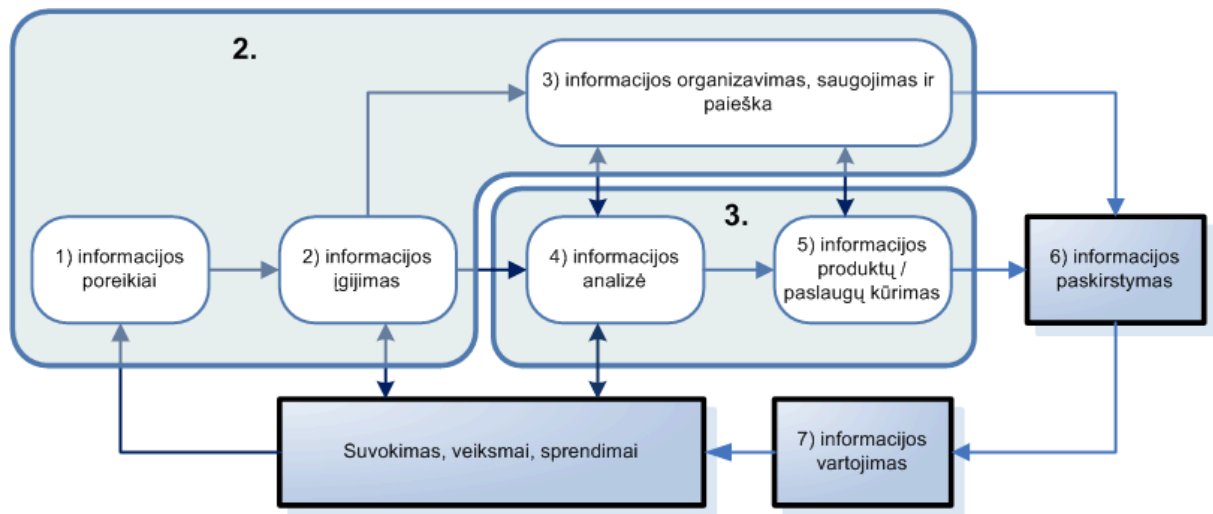 2.
3) informacijos organizavimas, saugojimas ir
paieška
3.
1) informacijos
poreikiai
2) informacijos
įgijimas
4) informacijos
analizė
5) informacijos
produktų /
paslaugų kūrimas
6) informacijos
paskirstymas
Suvokimas, veiksmai, sprendimai
7) informacijos
vartojimas